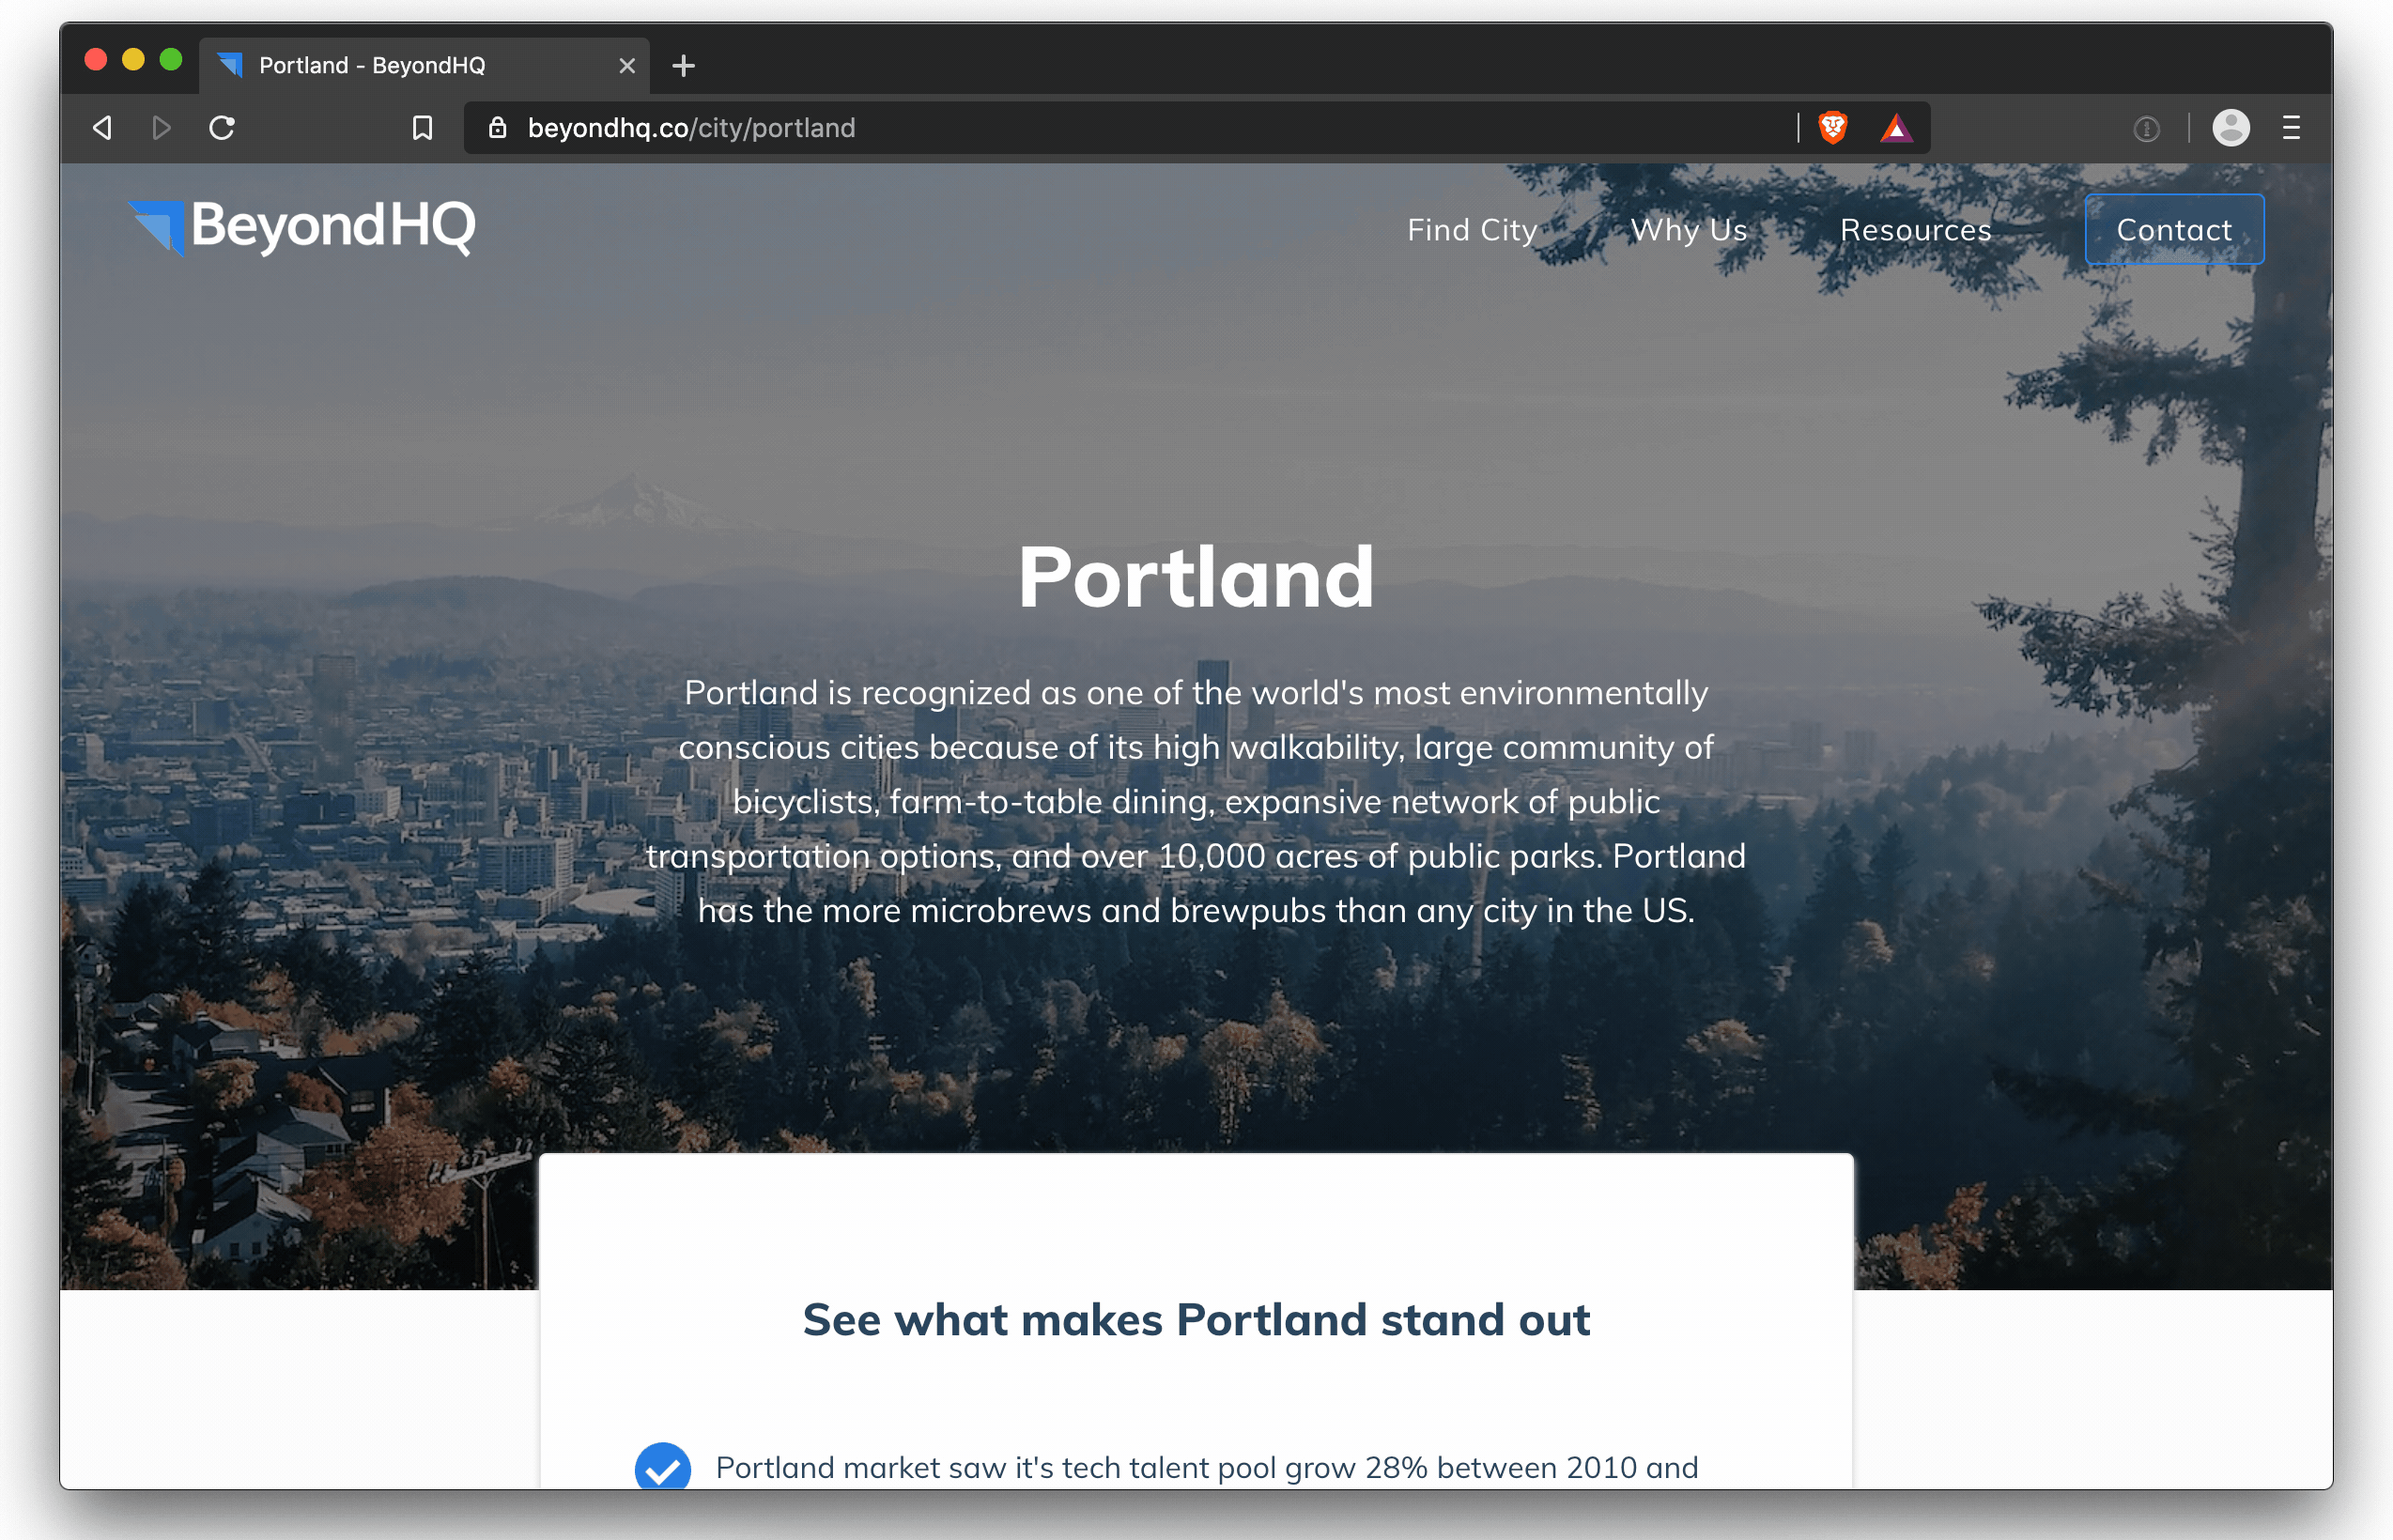 Portland - BeyondHQ
beyondhq.co/city/portland
BeyondHQ
Find City
Why Us
Resources
Contact
Portland
Portland is recognized as one of the world's most environmentally
conscious cities because of its high walkability, large community of
bicyclists, farm-to-table dining, expansive network of public
transportation options, and over 10,000 acres of public parks. Portland
has the more microbrews and brewpubs than any city in the US.
See what makes Portland stand out
Portland market saw it's tech talent pool grow 28% between 2010 and